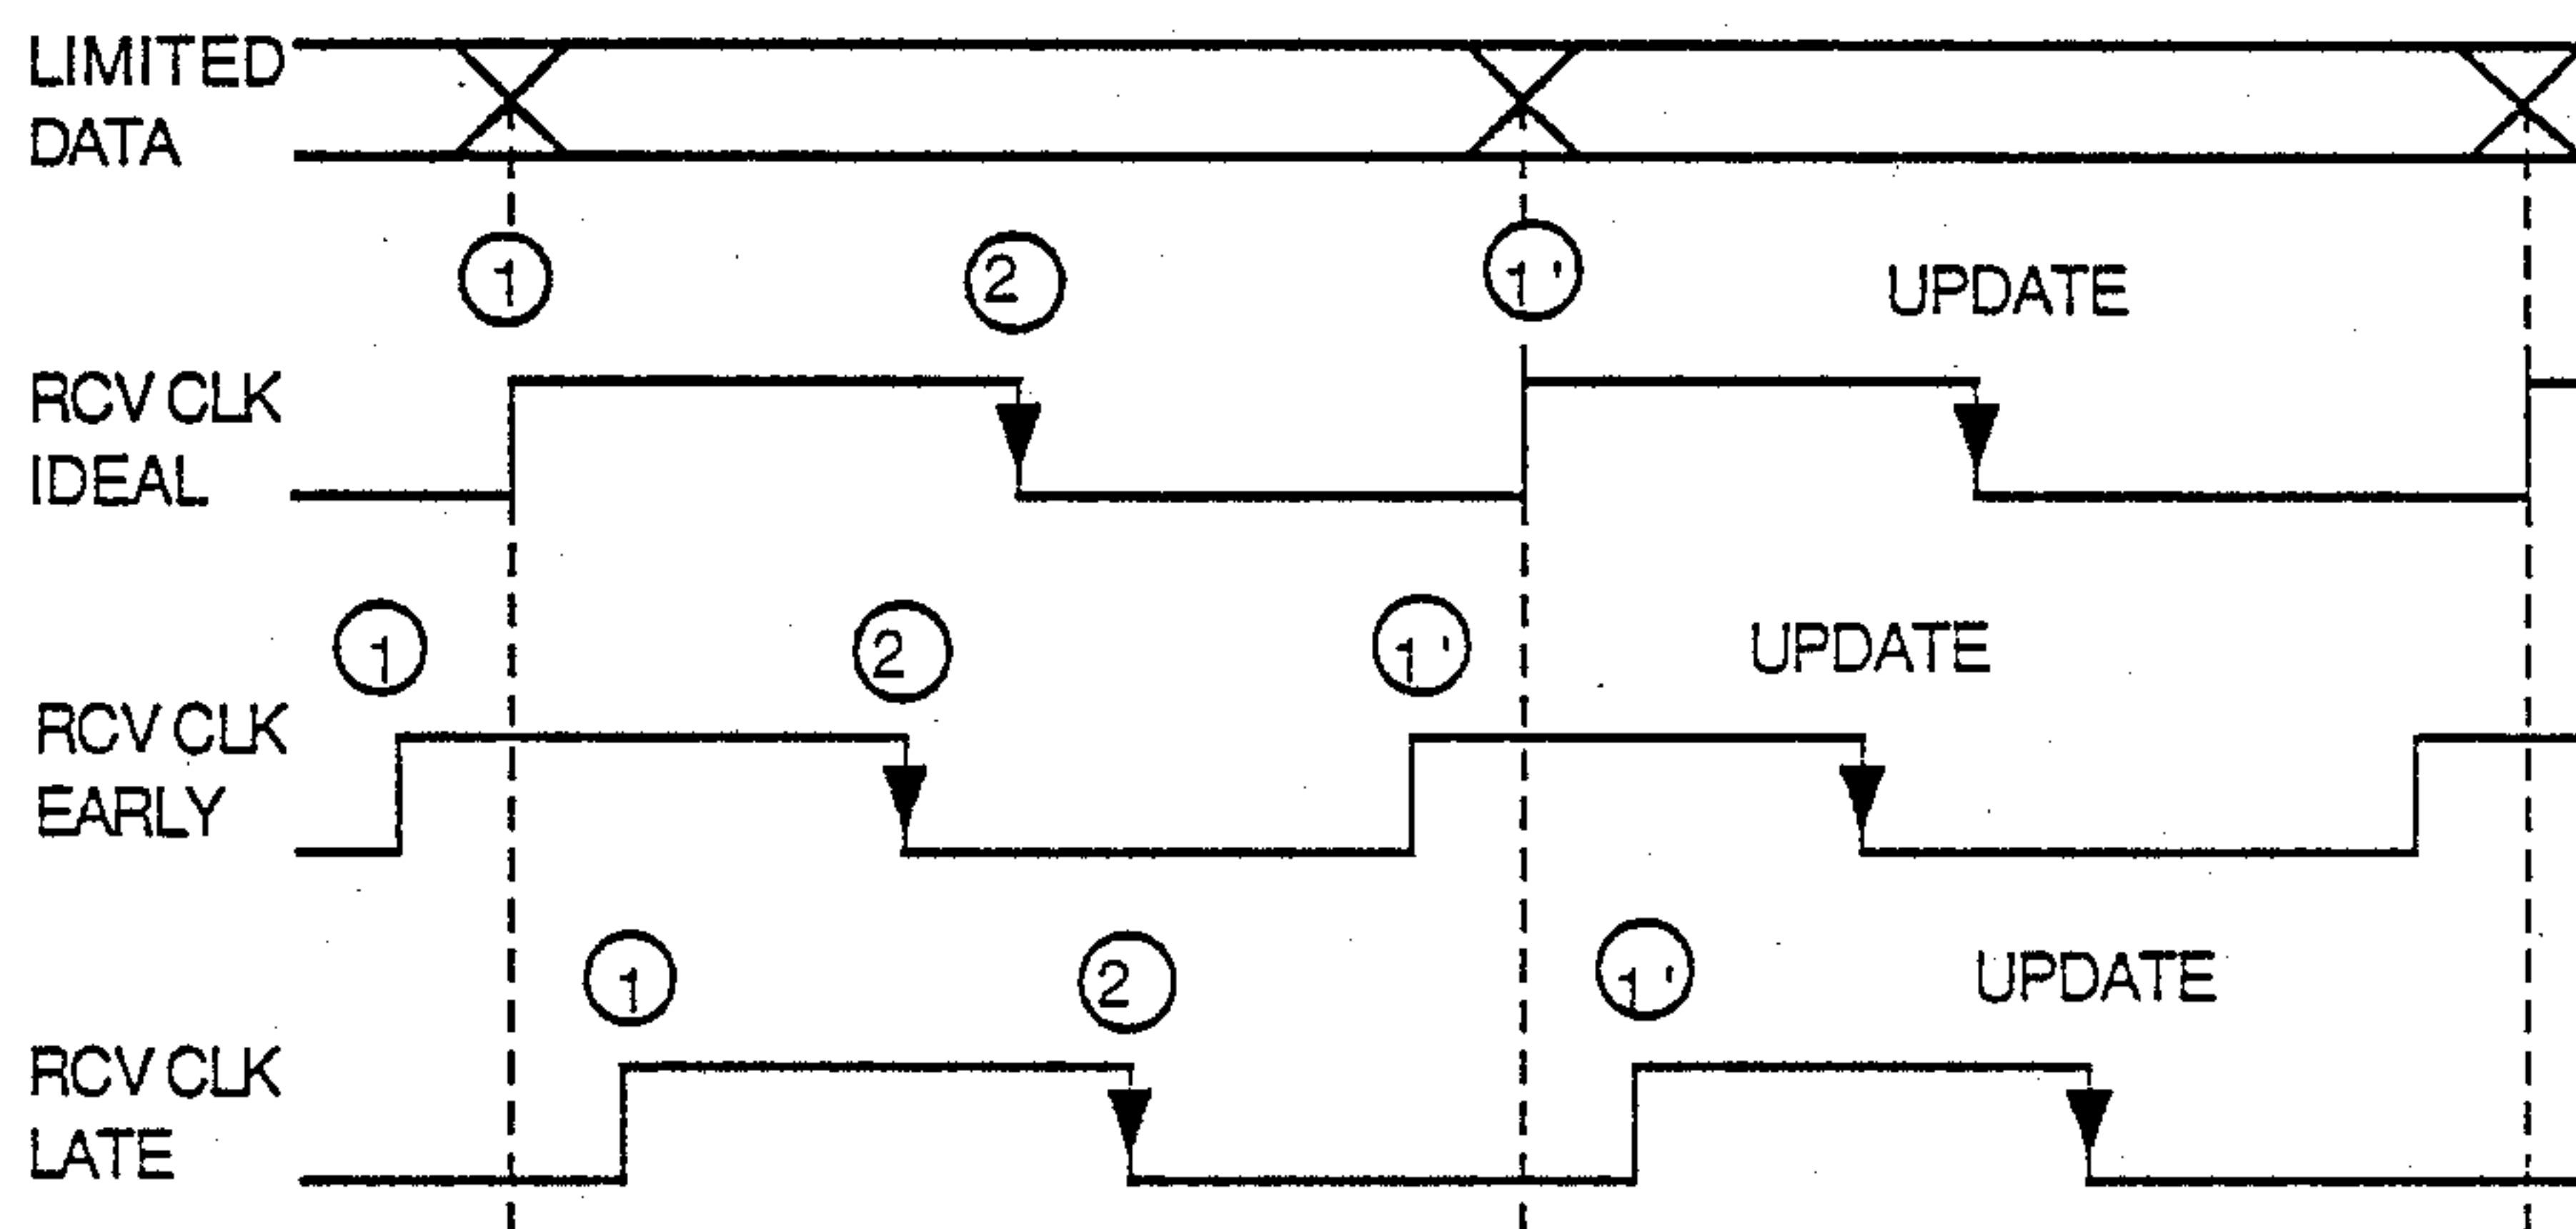 LIMITED
DATA
1 2 1' UPDATE
RCV CLK
IDEAL
1 2 1' UPDATE
RCV CLK
EARLY
1 2 1' UPDATE
RCV CLK
LATE